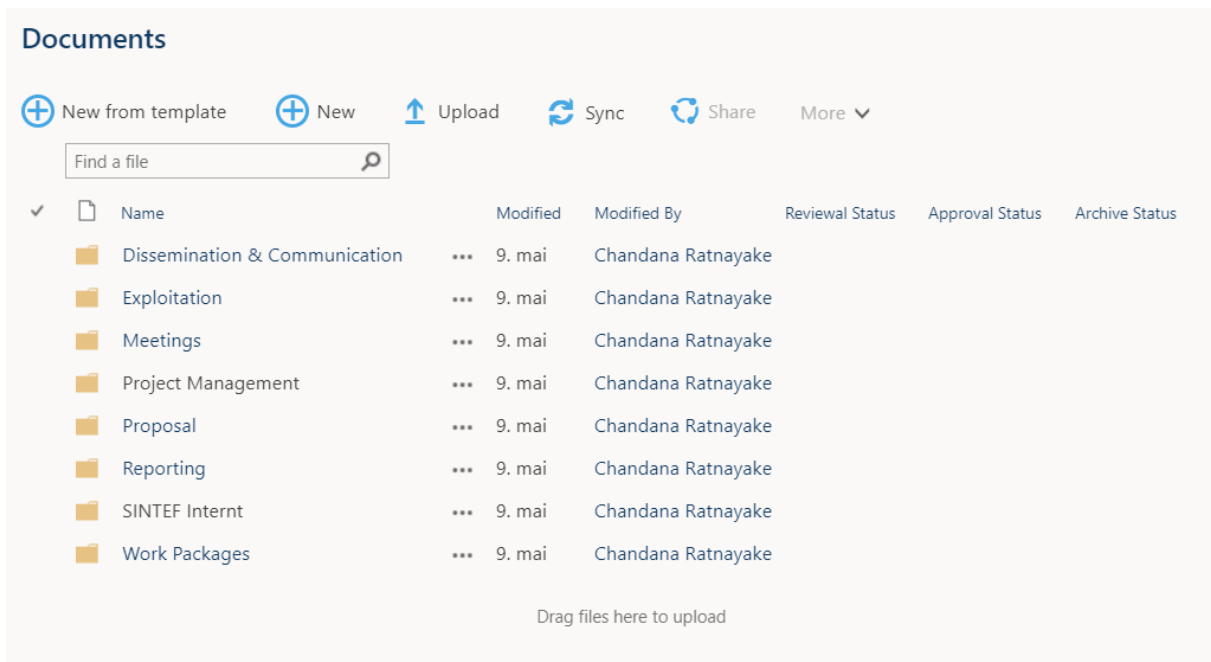 Documents
New from template New Upload Sync Share More
Find a file
Name Modified Modified By Reviewal Status Approval Status Archive Status
Dissemination & Communication ... 9. mai Chandana Ratnayake
Exploitation ... 9. mai Chandana Ratnayake
Meetings ... 9. mai Chandana Ratnayake
Project Management ... 9. mai Chandana Ratnayake
Proposal ... 9. mai Chandana Ratnayake
Reporting ... 9. mai Chandana Ratnayake
SINTEF Internt ... 9. mai Chandana Ratnayake
Work Packages ... 9. mai Chandana Ratnayake
Drag files here to upload